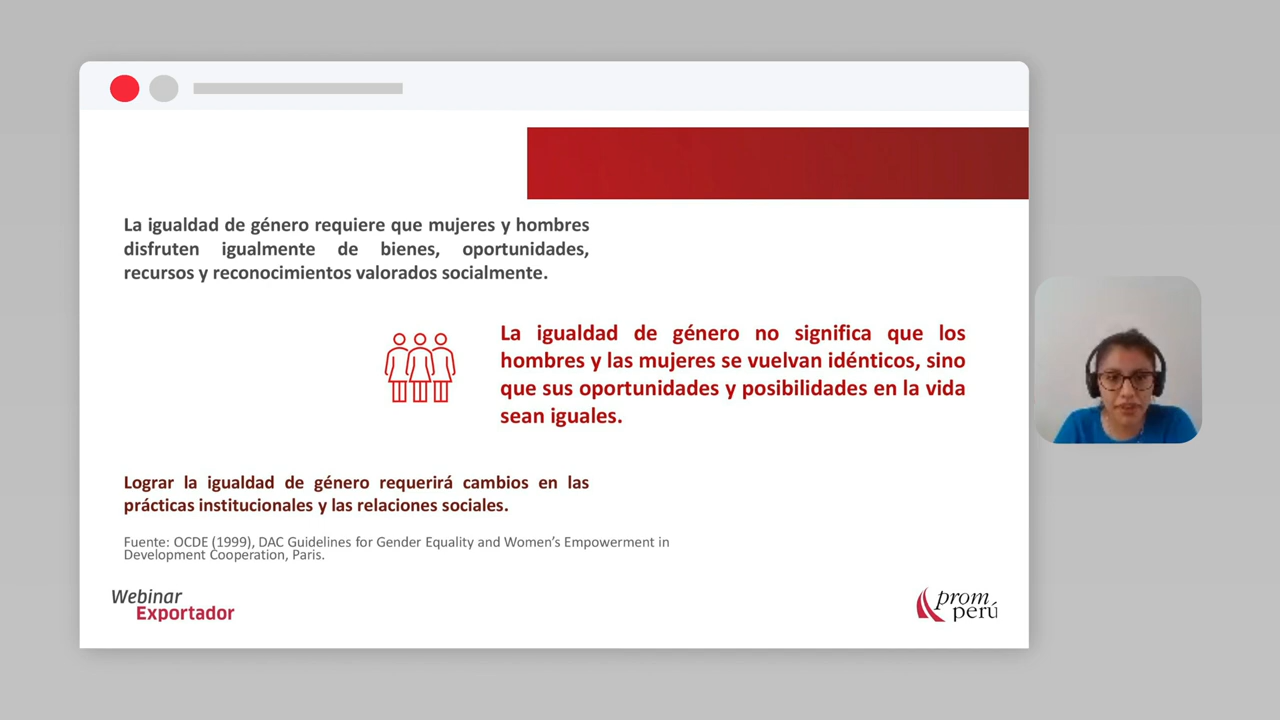 La igualdad de género requiere que mujeres y hombres
disfruten igualmente de bienes, oportunidades,
recursos y reconocimientos valorados socialmente.
La igualdad de género no significa que los
hombres y las mujeres se vuelvan idénticos, sino
que sus oportunidades y posibilidades en la vida
sean iguales.
Lograr la igualdad de género requerirá cambios en las
prácticas institucionales y las relaciones sociales.
Fuente: OCDE (1999), DAC Guidelines for Gender Equality and Women’s Empowerment in
Development Cooperation, Paris.
Webinar
Exportador
prom
perú